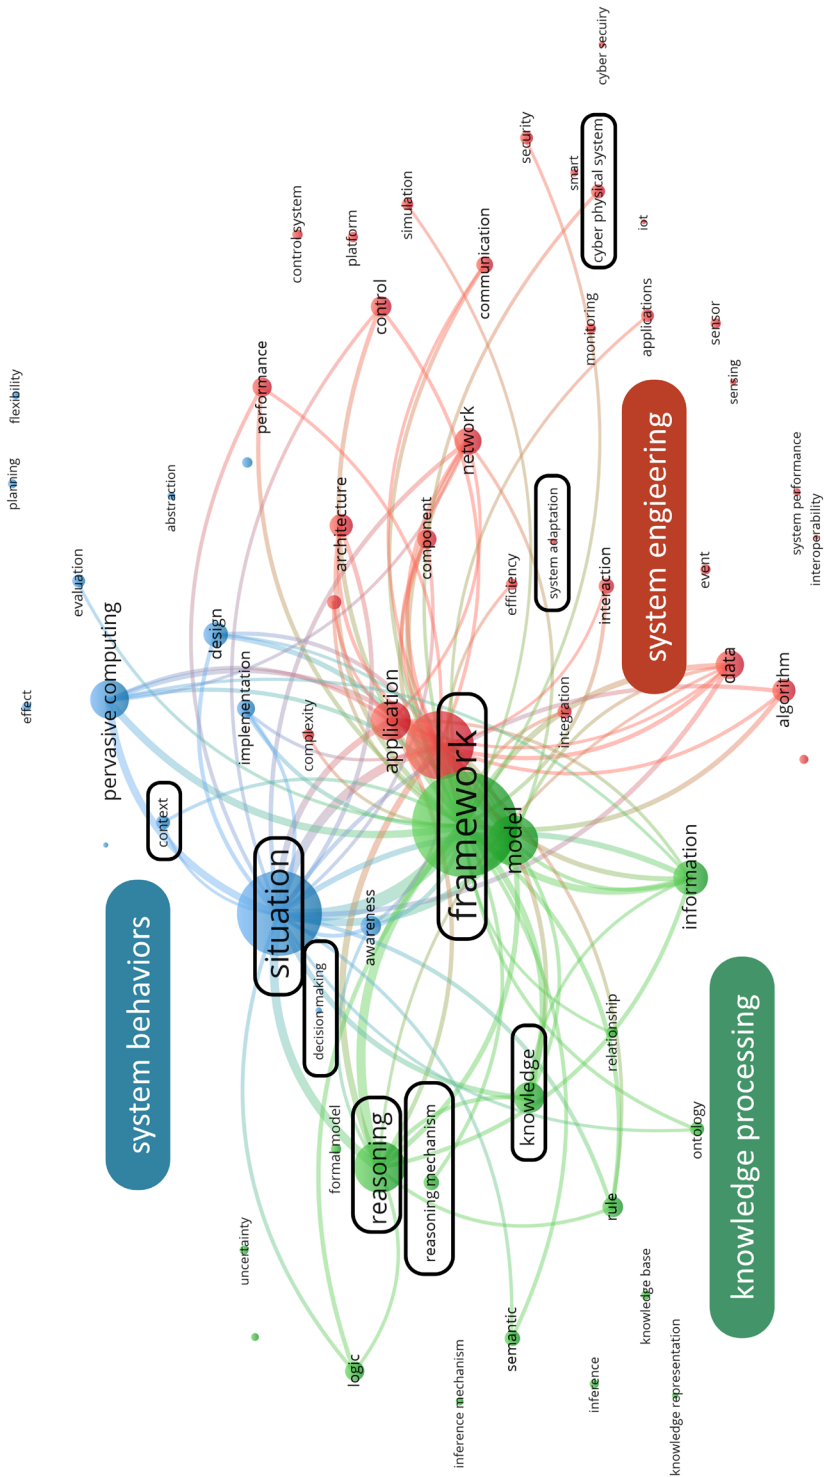 planning
flexibility
effect
evaluation
pervasive computing
system behaviors
context
abstraction
design
uncertainty
implementation
performance
situation
control system
complexity
decision making
formal model
architecture
logic
platform
awareness
reasoning
control
application
simulation
component
reasoning mechanism
inference mechanism
framework
network
communication
semantic
model
efficiency
knowledge
security
system adaptation
integration
smart
inference
monitoring
cyber physical system
cyber secuiry
interaction
rule
relationship
knowledge base
applications
iot
system engieering
knowledge representation
information
ontology
event
sensor
data
sensing
knowledge processing
algorithm
system performance
interoperability